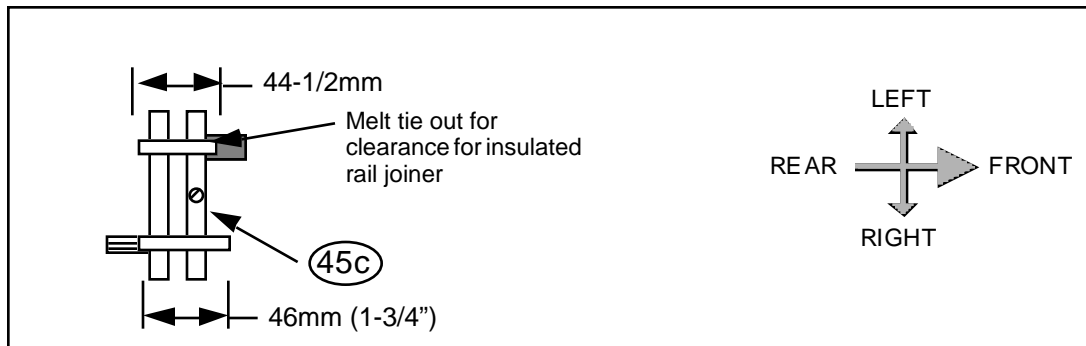 44-1/2mm
Melt tie out for
clearance for insulated
rail joiner
45c
46mm (1-3/4”)
LEFT
REAR FRONT
RIGHT